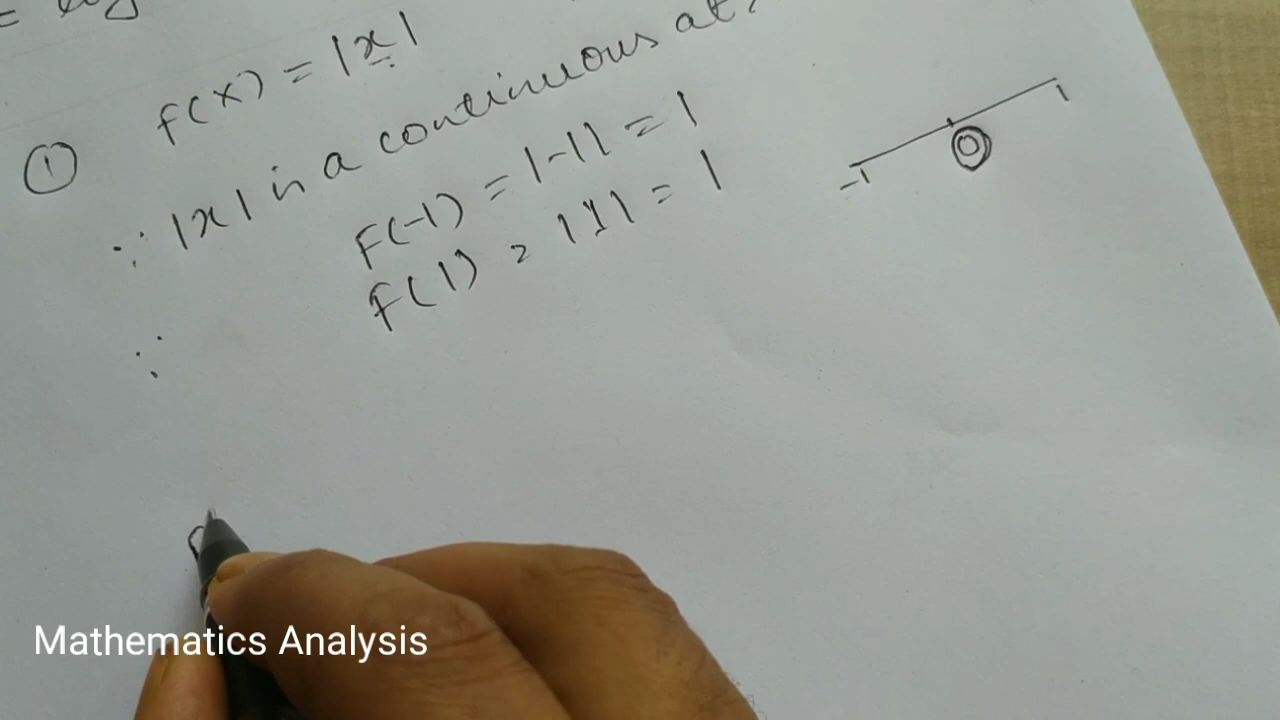 f(x) = |x|
①
∵ |x| is a continuous at
f(-1) = |-1| = 1
f(1) = |1| = 1
∵
-1 0 1
Mathematics Analysis